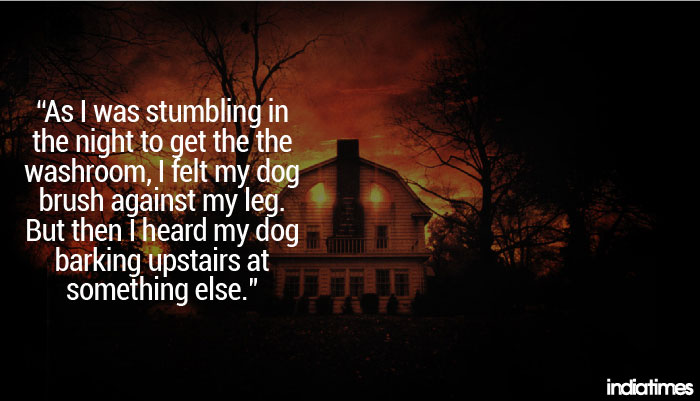 “As I was stumbling in
the night to get the the
washroom, I felt my dog
brush against my leg.
But then I heard my dog
barking upstairs at
something else.”
indiatimes